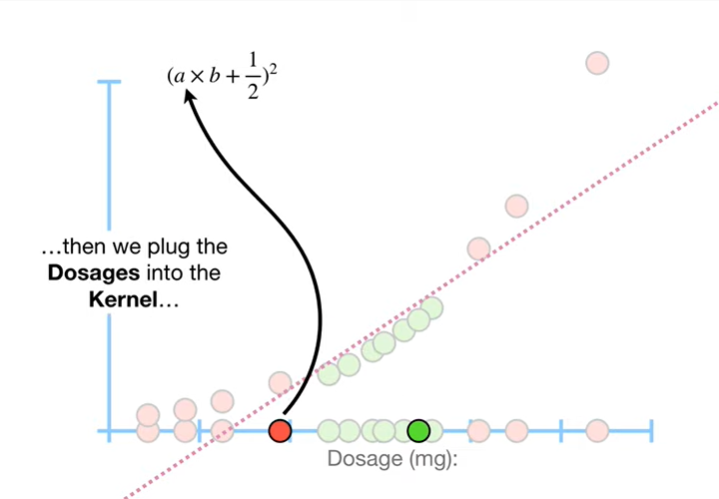 (a × b + 1/2)²
...then we plug the
Dosages into the
Kernel...
Dosage (mg):